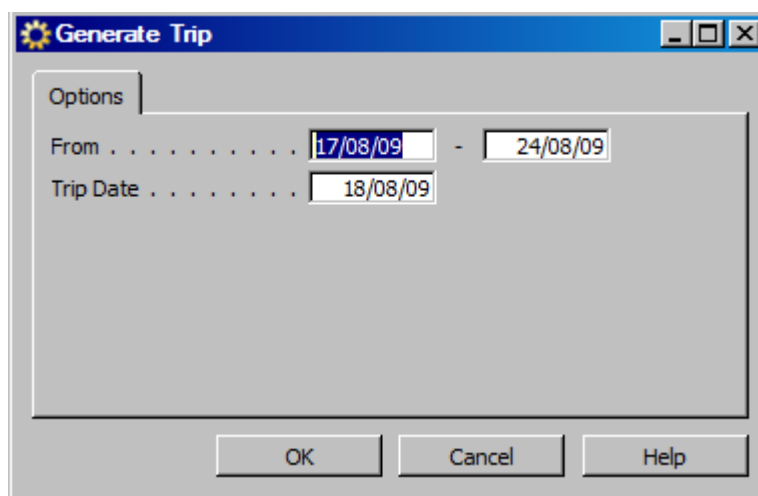 Generate Trip
Options
From . . . . . . . . . . 17/08/09 - 24/08/09
Trip Date . . . . . . . . 18/08/09
OK Cancel Help